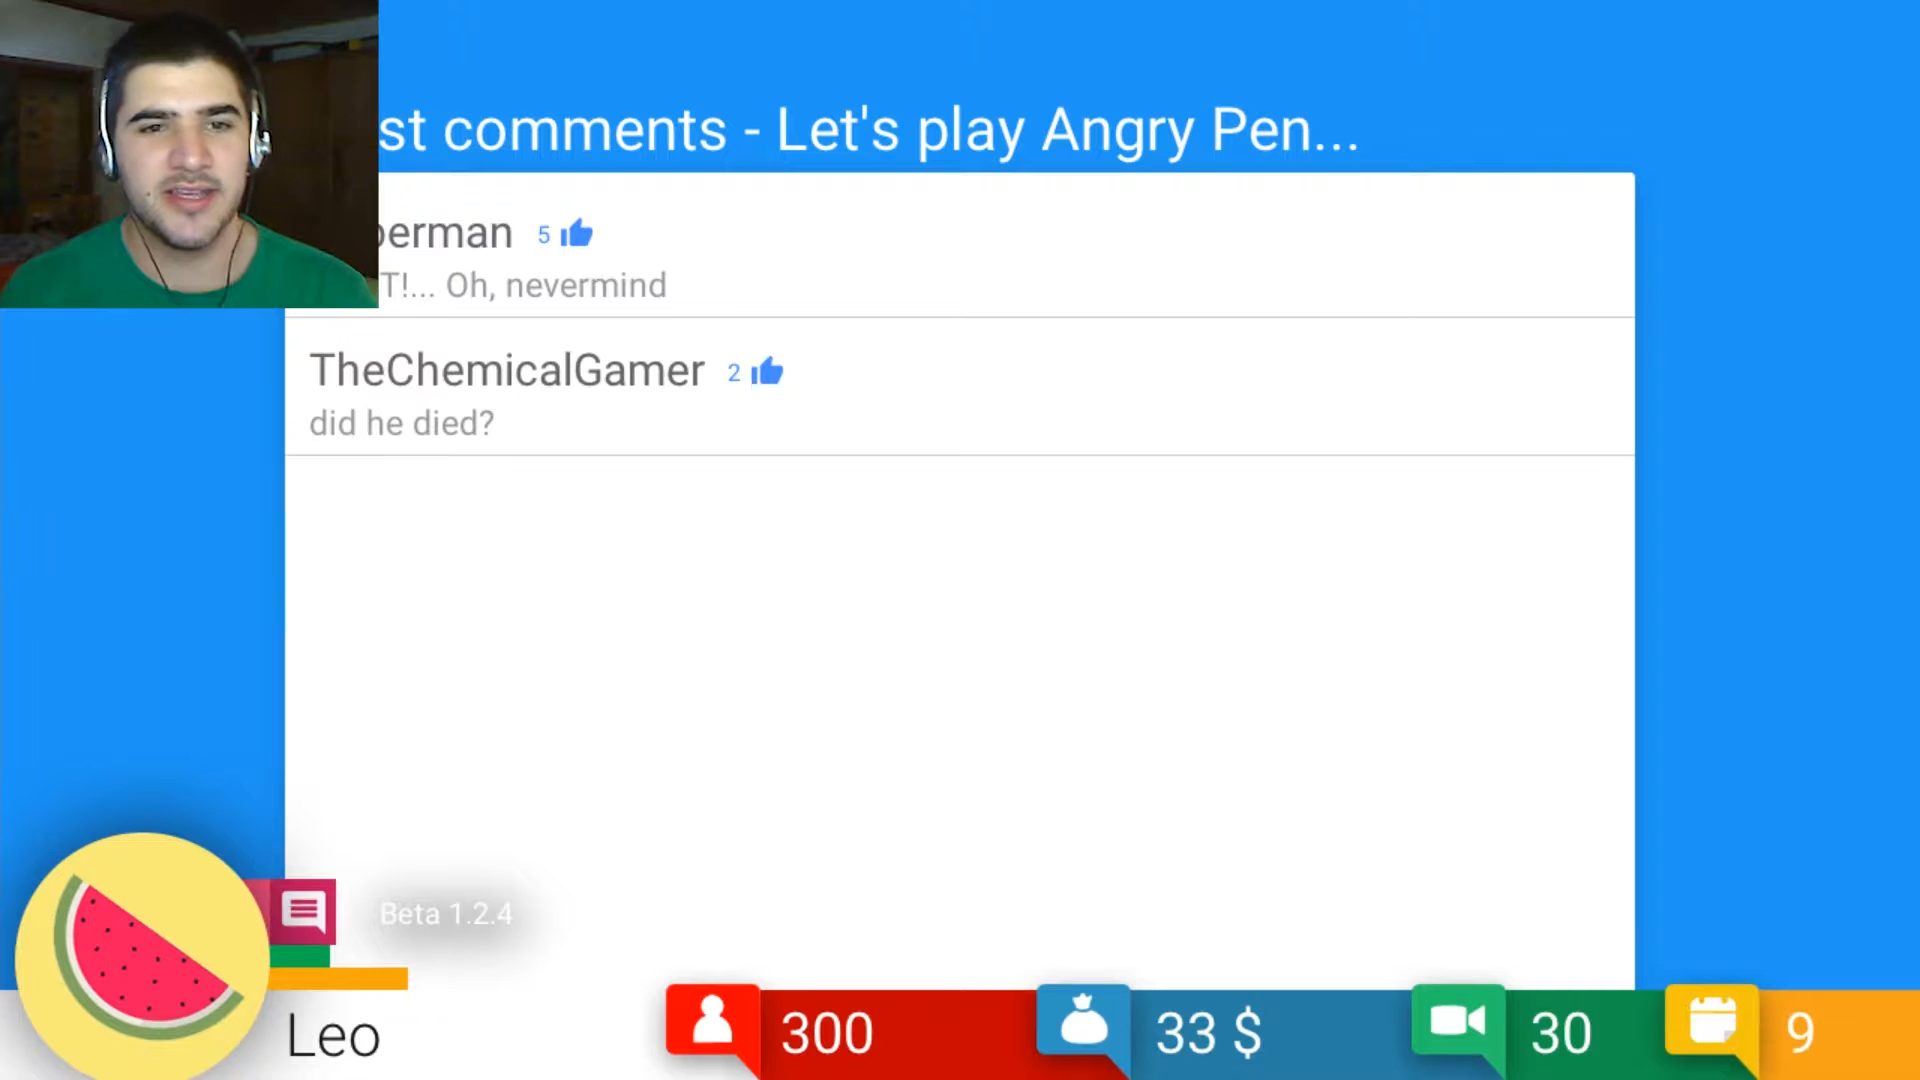 st comments - Let's play Angry Pen...
perman 5
T!... Oh, nevermind
TheChemicalGamer 2
did he died?
Beta 1.2.4
Leo
300
33 $
30
9